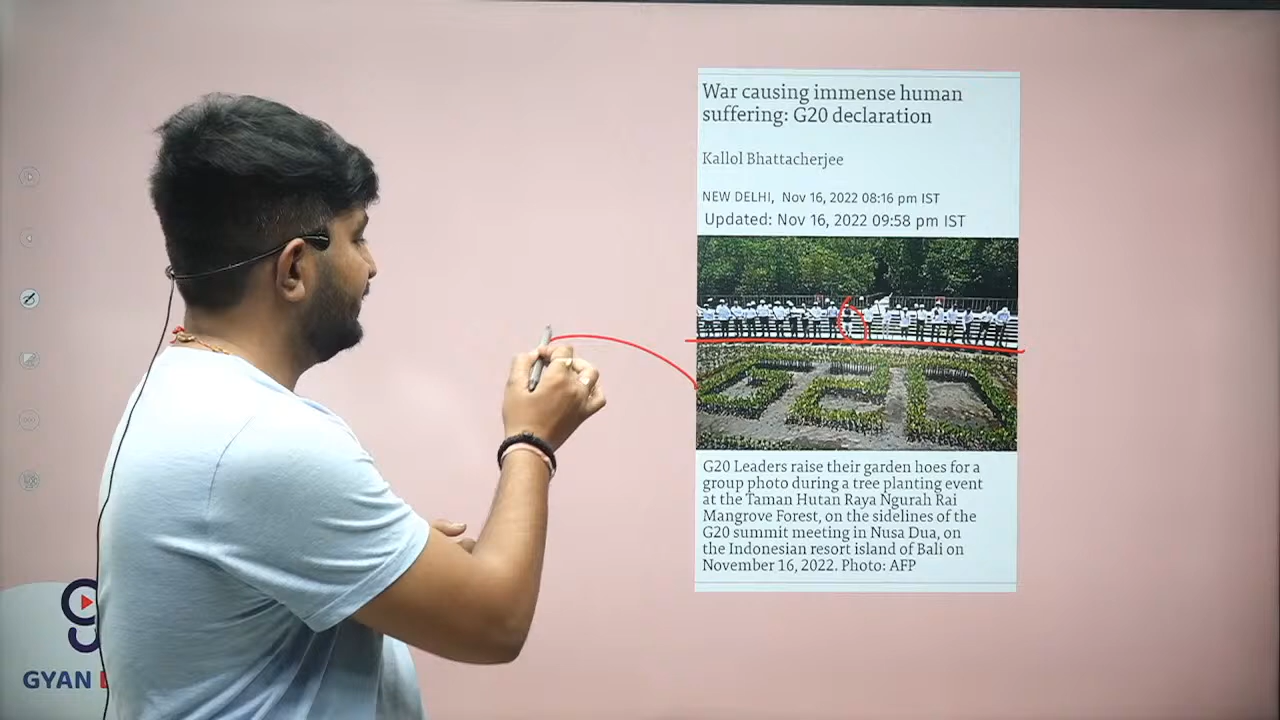 War causing immense human
suffering: G20 declaration
Kallol Bhattacherjee
NEW DELHI, Nov 16, 2022 08:16 pm IST
Updated: Nov 16, 2022 09:58 pm IST
G20
G20 Leaders raise their garden hoes for a
group photo during a tree planting event
at the Taman Hutan Raya Ngurah Rai
Mangrove Forest, on the sidelines of the
G20 summit meeting in Nusa Dua, on
the Indonesian resort island of Bali on
November 16, 2022. Photo: AFP
GYAN